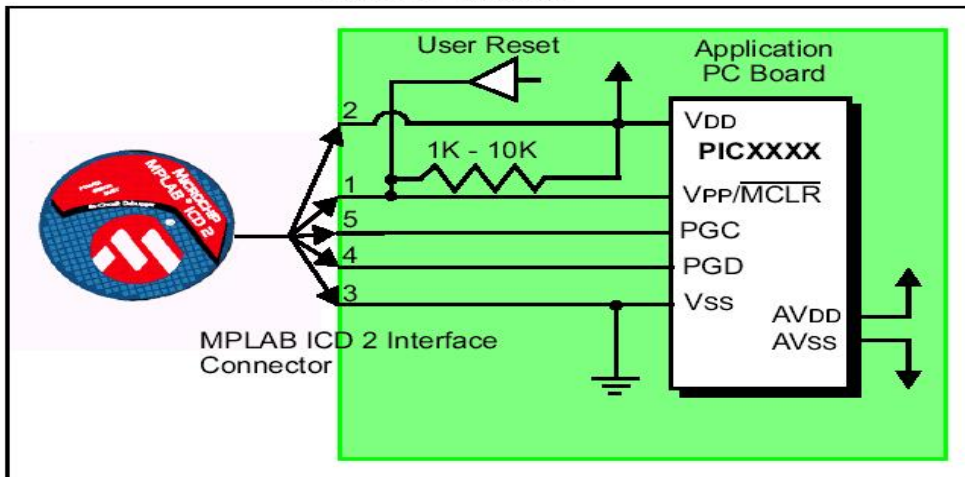 User Reset
Application
PC Board
2
VDD
1K - 10K
PICXXXX
1
VPP/MCLR
5
PGC
4
PGD
3
VSS
AVDD
AVSS
MPLAB ICD 2 Interface
Connector
MICROCHIP
MPLAB® ICD 2